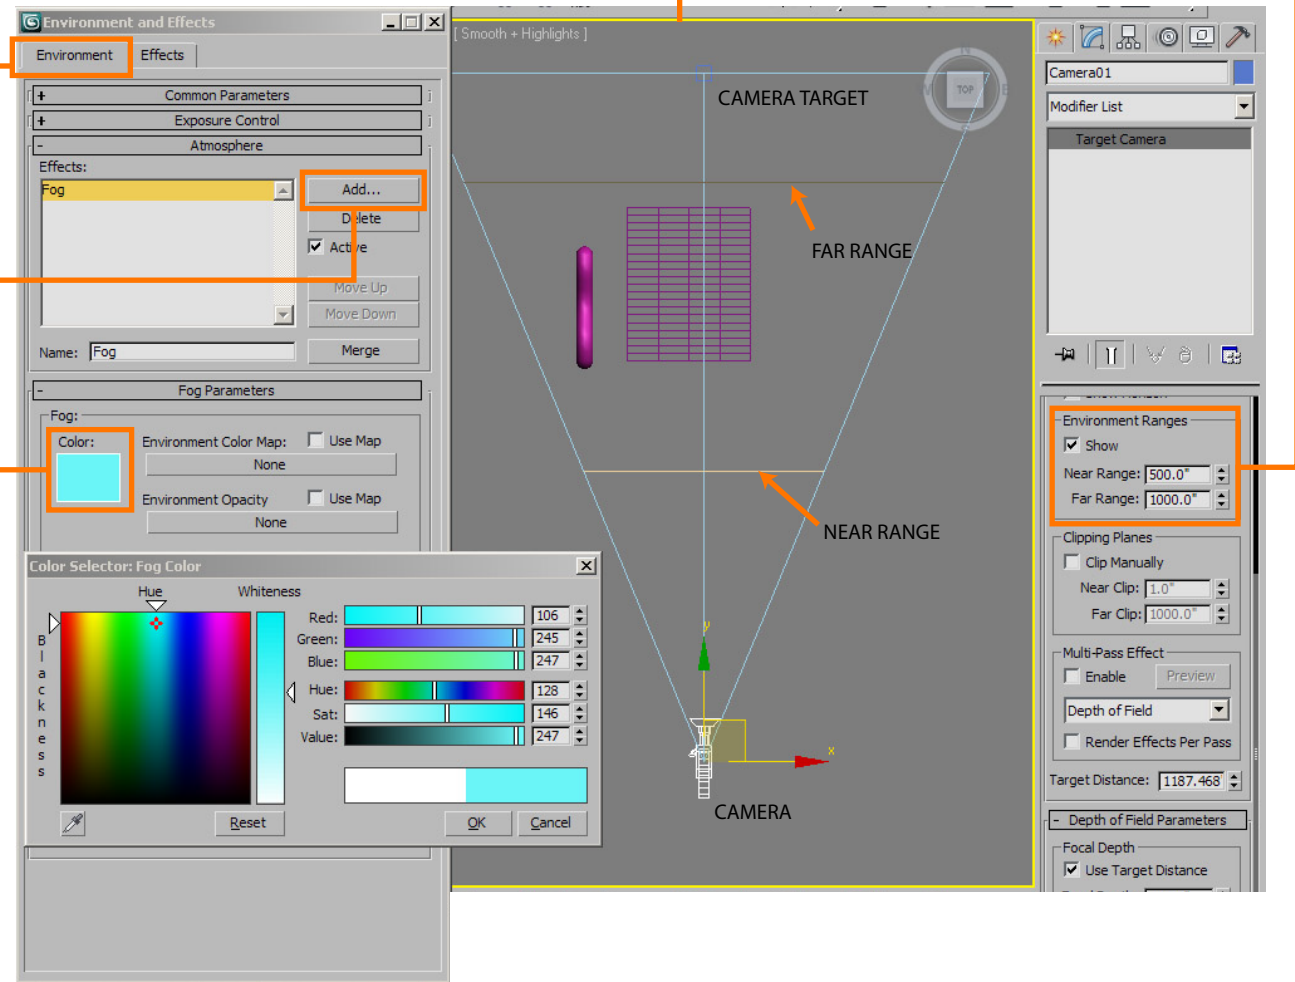 Environment and Effects
Environment
Effects
+ Common Parameters
+ Exposure Control
- Atmosphere
Effects:
Fog
Add...
Delete
Active
Move Up
Move Down
Name: Fog
Merge
- Fog Parameters
Fog:
Color:
Environment Color Map:
Use Map
None
Environment Opacity
Use Map
None
Color Selector: Fog Color
Hue
Whiteness
Blackness
Red: 106
Green: 245
Blue: 247
Hue: 128
Sat: 146
Value: 247
Reset
OK
Cancel
[ Smooth + Highlights ]
CAMERA TARGET
N
W
TOP
E
S
FAR RANGE
NEAR RANGE
y
x
CAMERA
Camera01
Modifier List
Target Camera
Environment Ranges
Show
Near Range: 500.0"
Far Range: 1000.0"
Clipping Planes
Clip Manually
Near Clip: 1.0"
Far Clip: 1000.0"
Multi-Pass Effect
Enable
Preview
Depth of Field
Render Effects Per Pass
Target Distance: 1187.468
- Depth of Field Parameters
Focal Depth
Use Target Distance